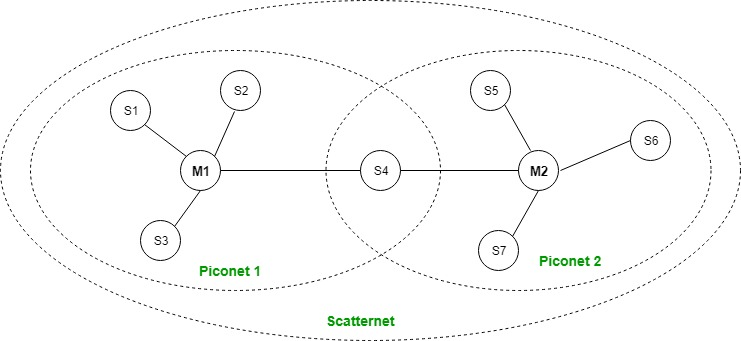 S1
S2
S5
S6
M1
S4
M2
S3
S7
Piconet 1
Piconet 2
Scatternet